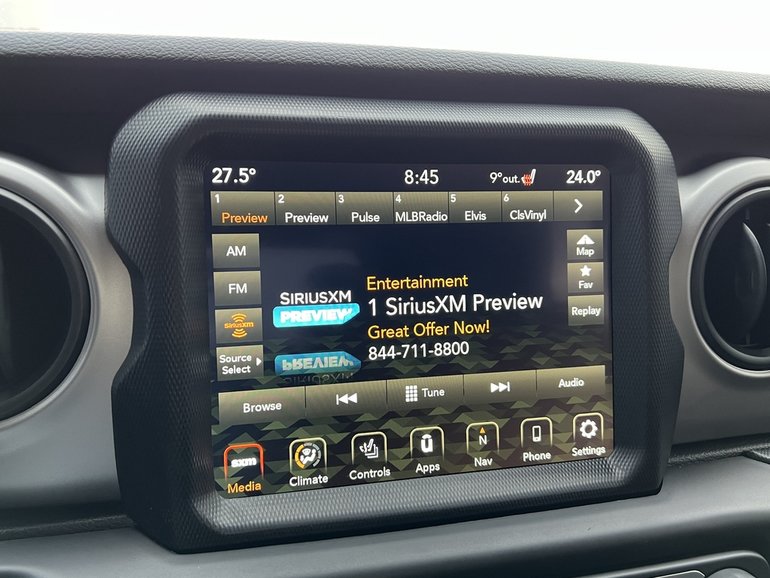 27.5° 8:45 9°out. 24.0°
1 2 3 4 5 6
Preview Preview Pulse MLBRadio Elvis ClsVinyl
AM
Map
FM
Fav
SIRIUSXM
PREVIEW
Entertainment
1 SiriusXM Preview
Great Offer Now!
844-711-8800
siriusxm
Replay
Source
Select
Browse Tune Audio
sxm N
Media Climate Controls Apps Nav Phone Settings